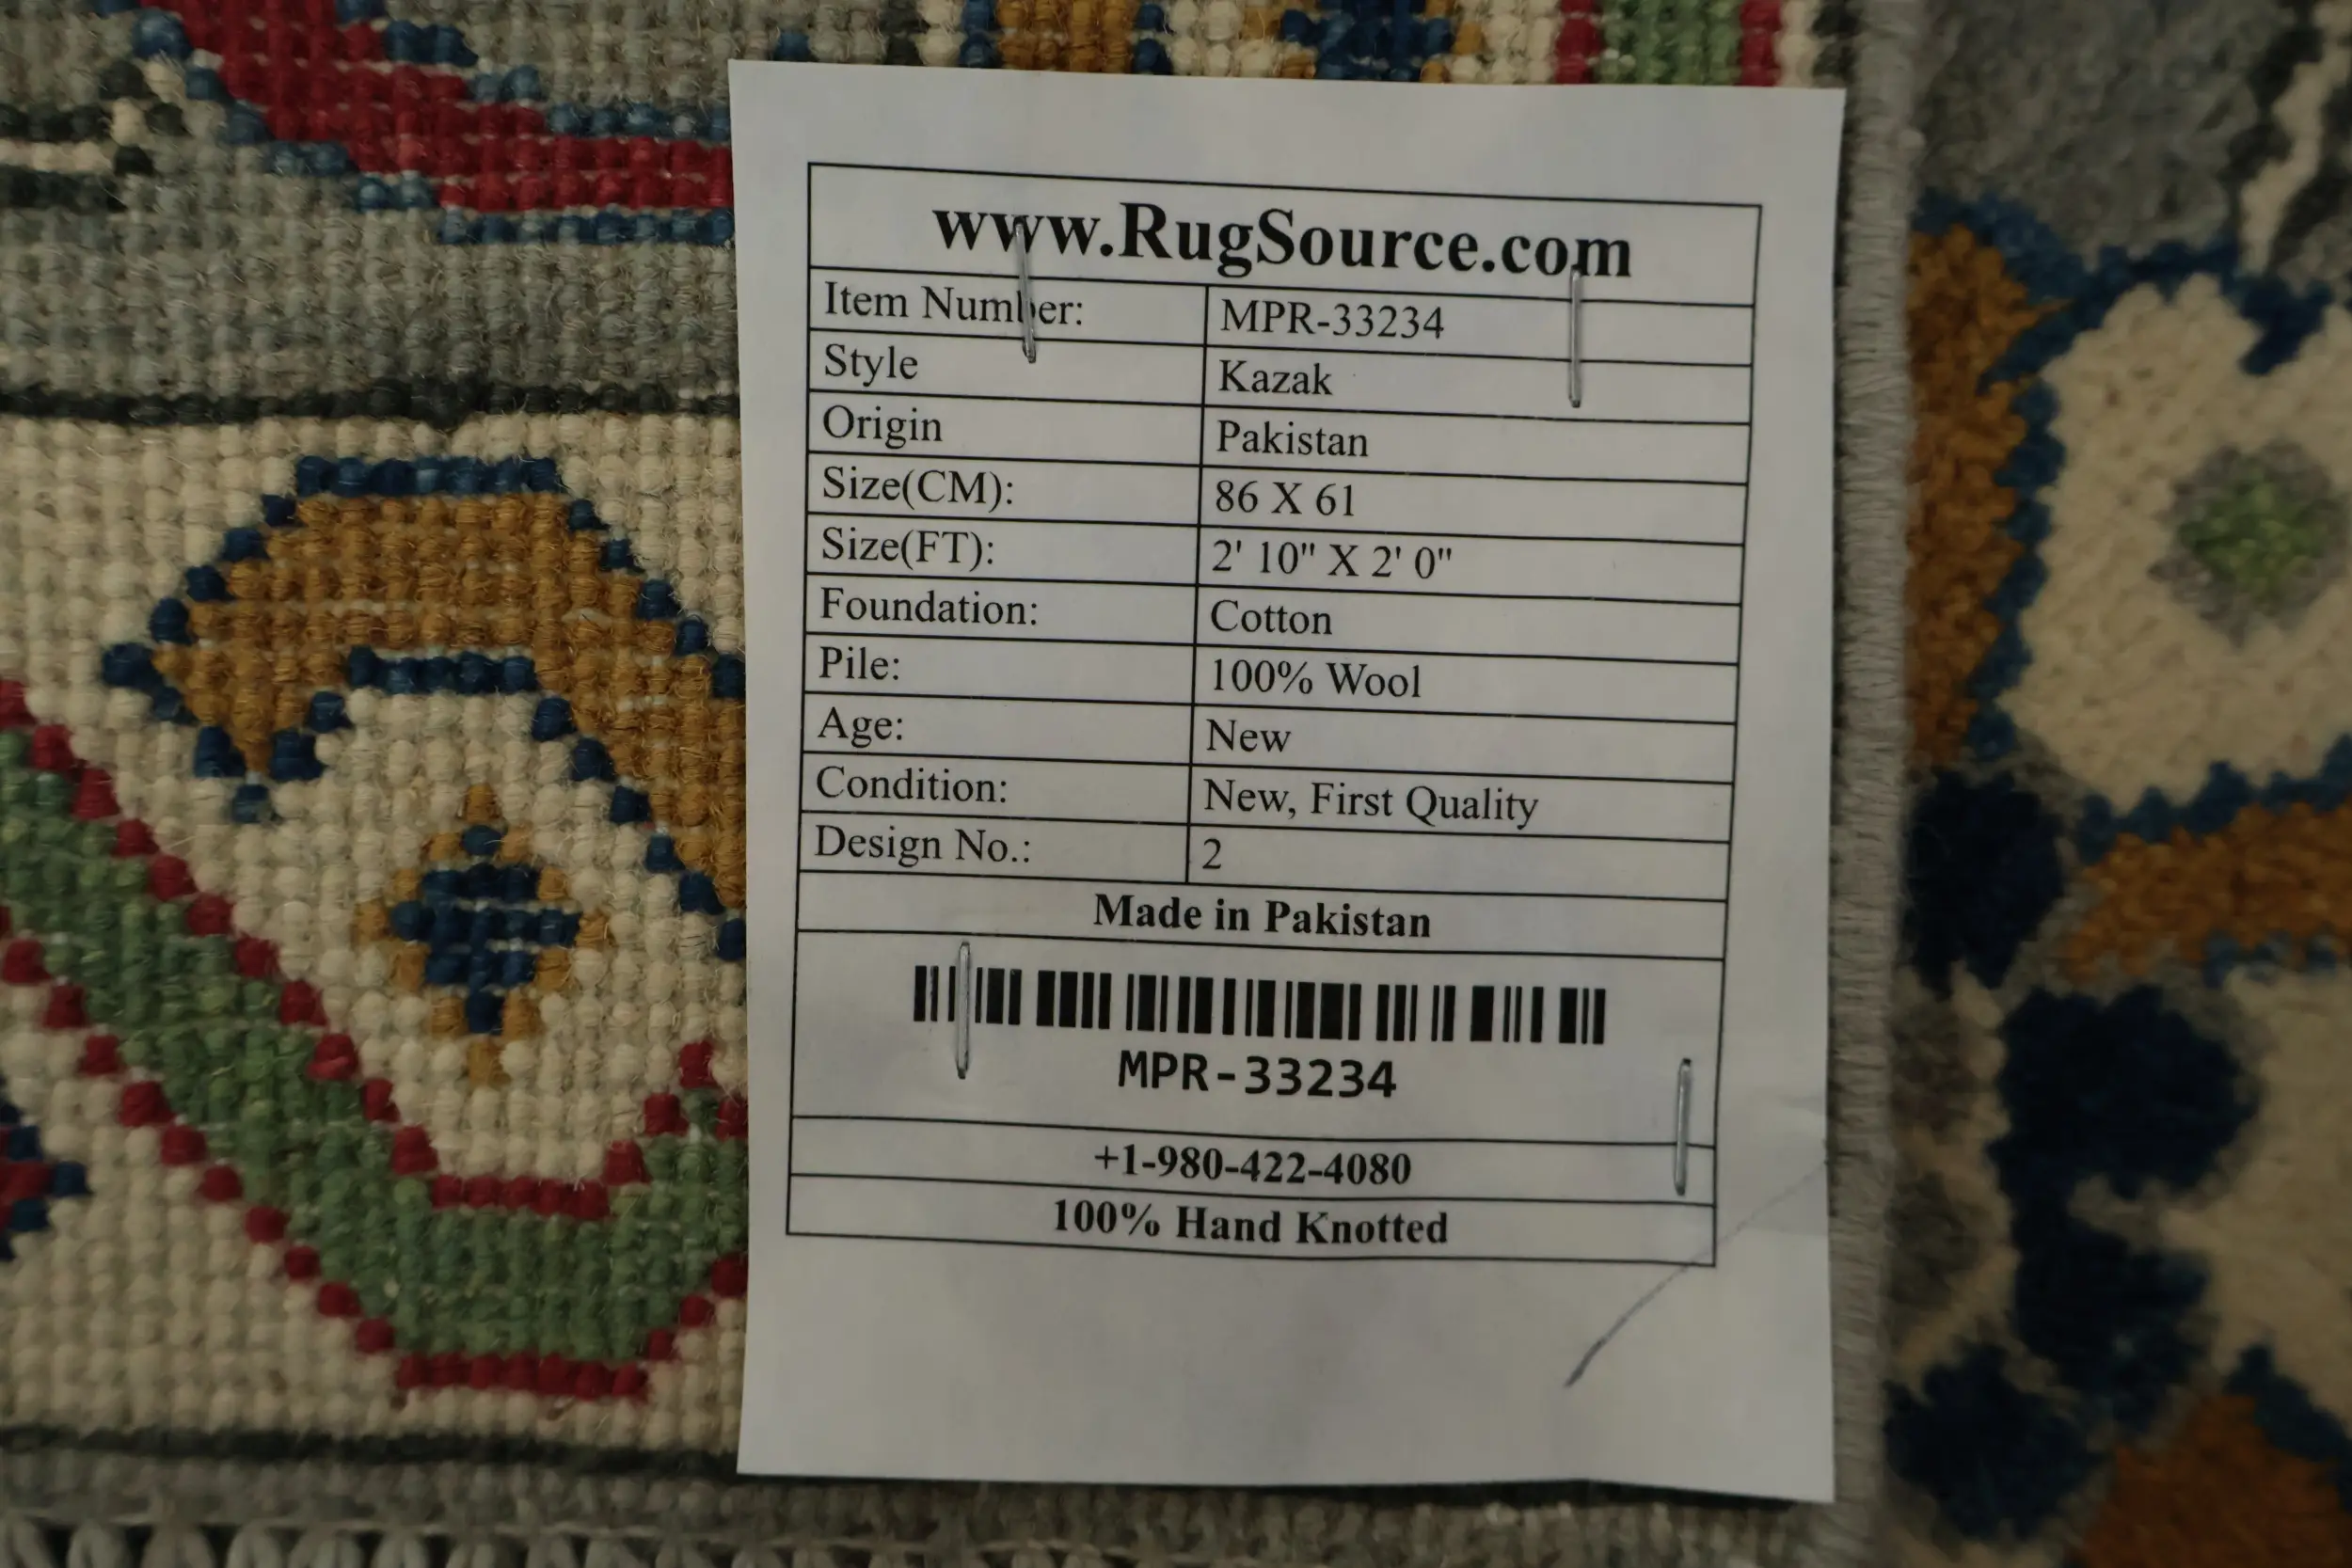 www.RugSource.com
Item Number: MPR-33234
Style Kazak
Origin Pakistan
Size(CM): 86 X 61
Size(FT): 2' 10" X 2' 0"
Foundation: Cotton
Pile: 100% Wool
Age: New
Condition: New, First Quality
Design No.: 2
Made in Pakistan
MPR-33234
+1-980-422-4080
100% Hand Knotted